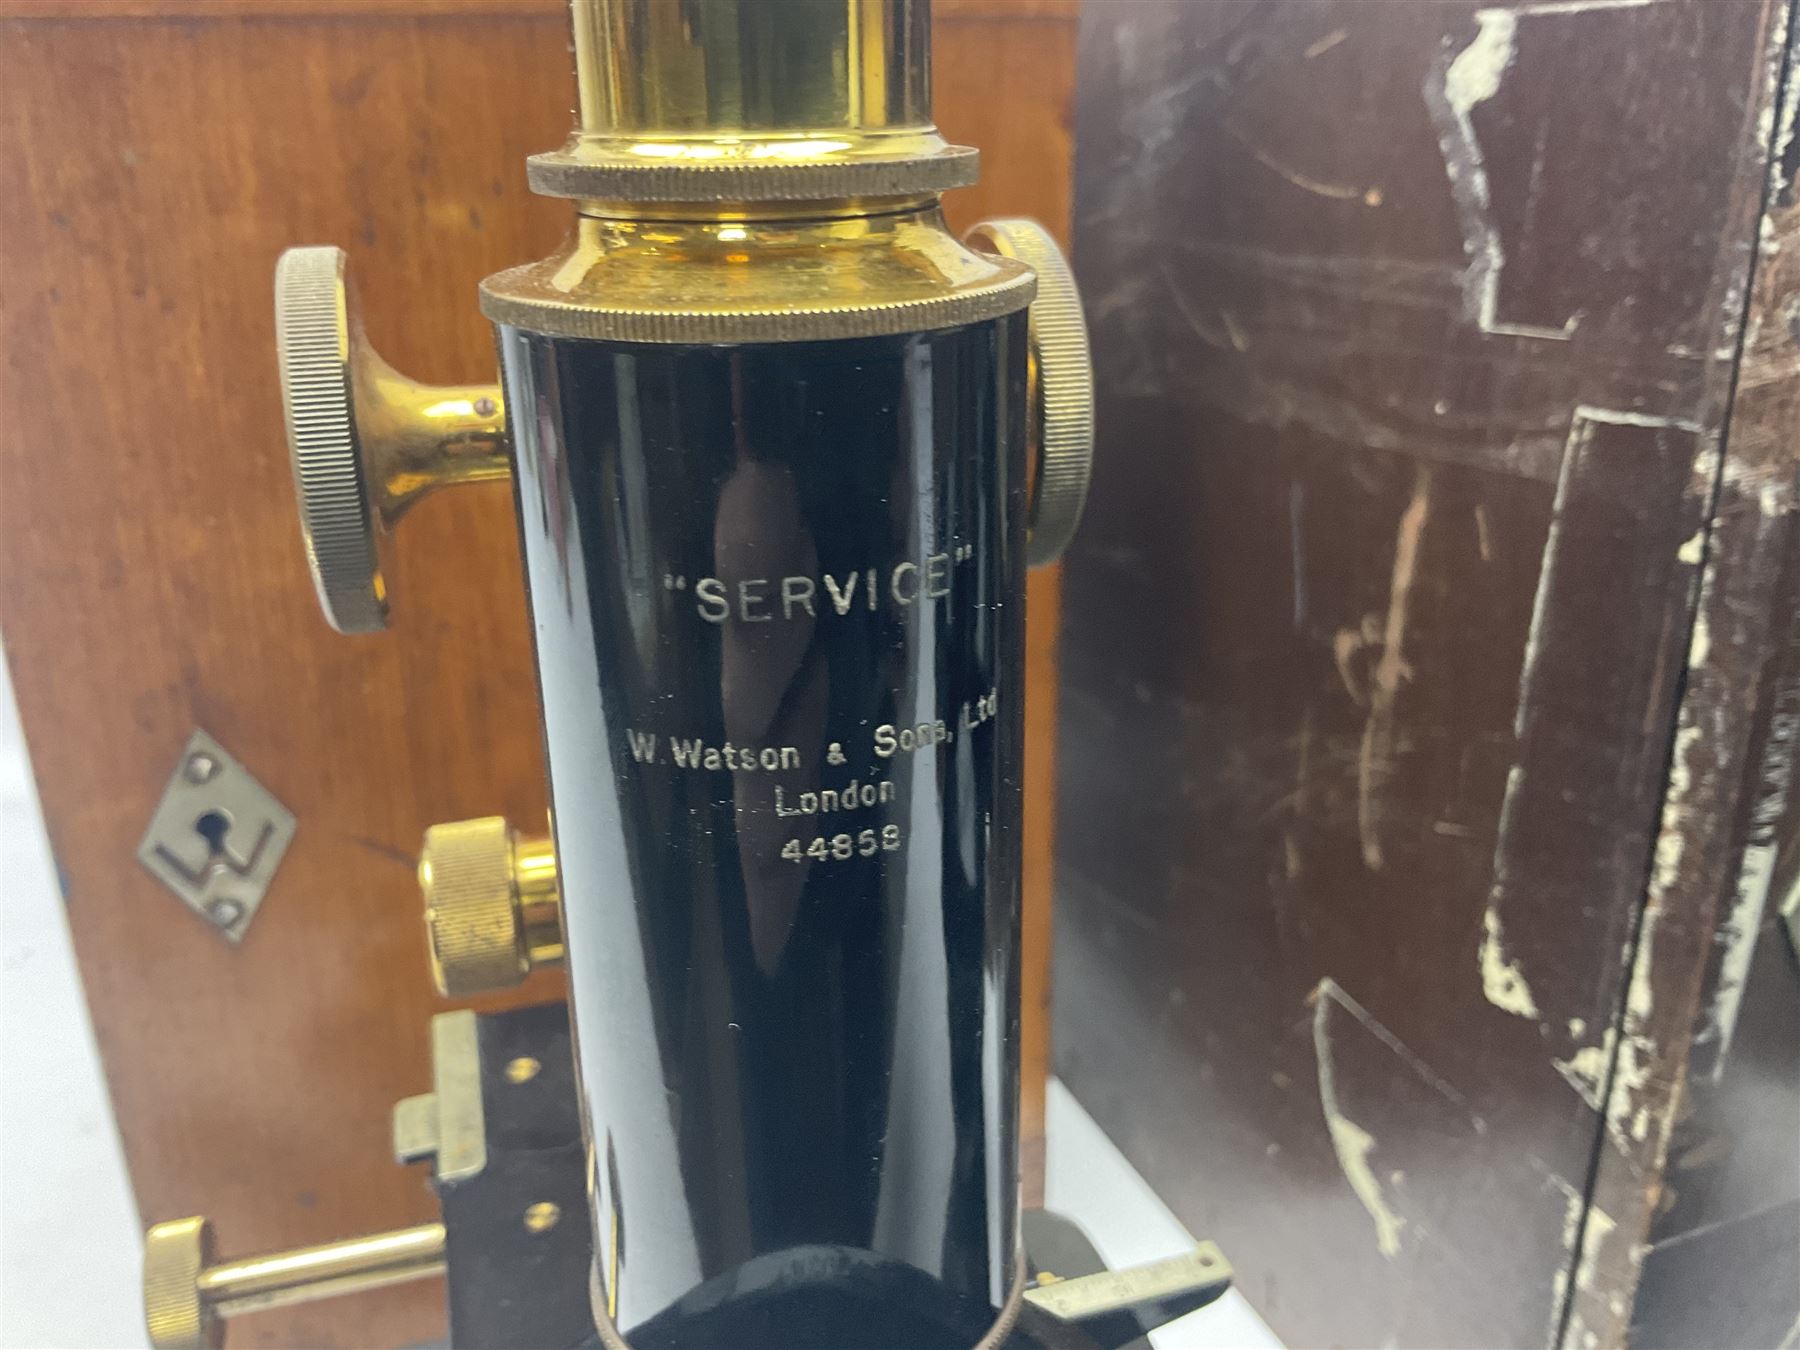 "SERVICE"
W. Watson & Sons, Ltd
London
44858